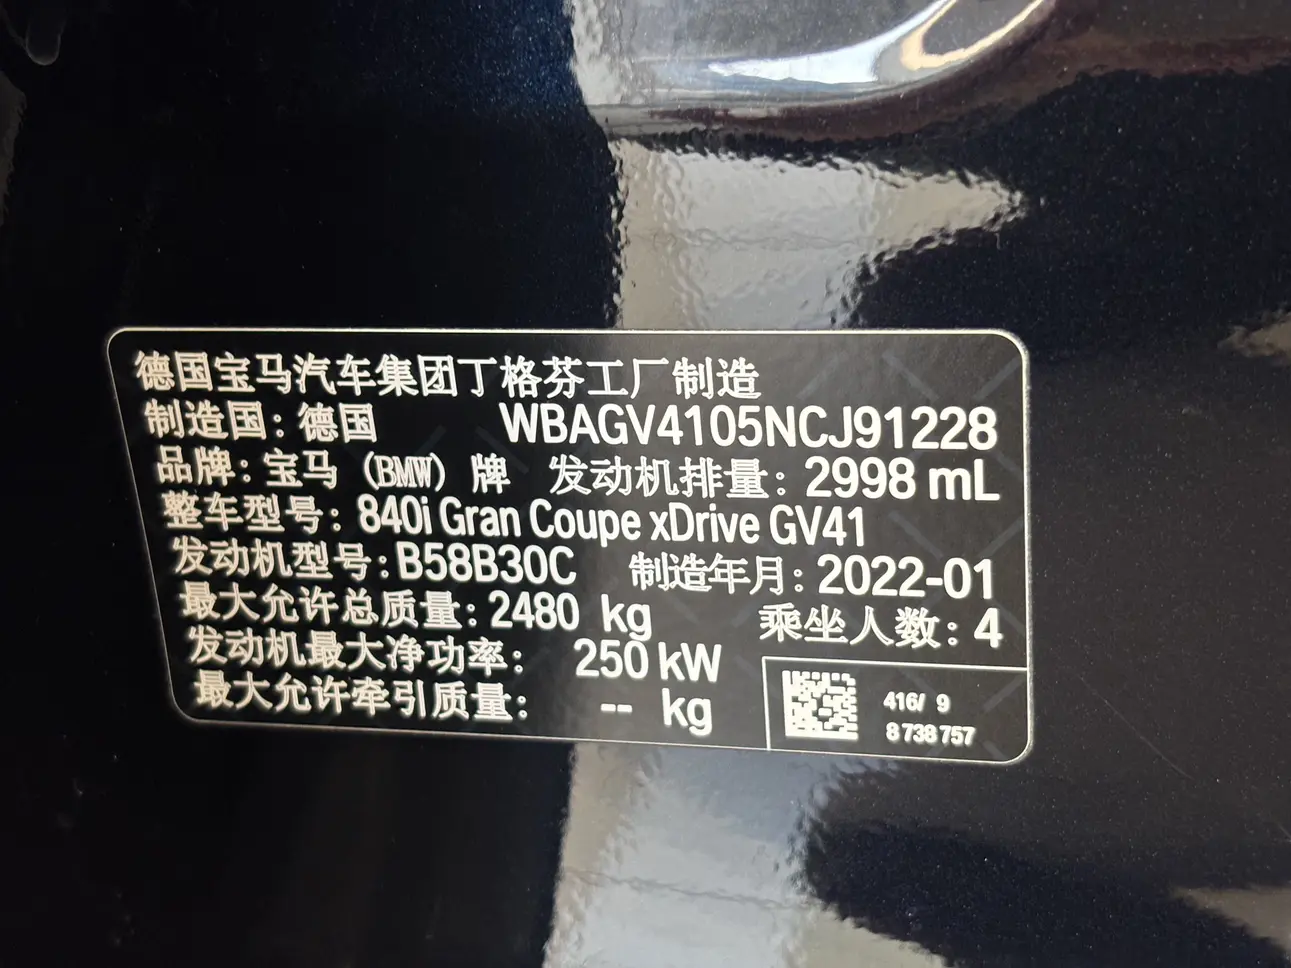 德国宝马汽车集团丁格芬工厂制造
制造国：德国 WBAGV4105NCJ91228
品牌：宝马（BMW）牌 发动机排量：2998 mL
整车型号：840i Gran Coupe xDrive GV41
发动机型号：B58B30C 制造年月：2022-01
最大允许总质量：2480 kg 乘坐人数：4
发动机最大净功率： 250 kW
最大允许牵引质量： -- kg
416/ 9
8 738 757